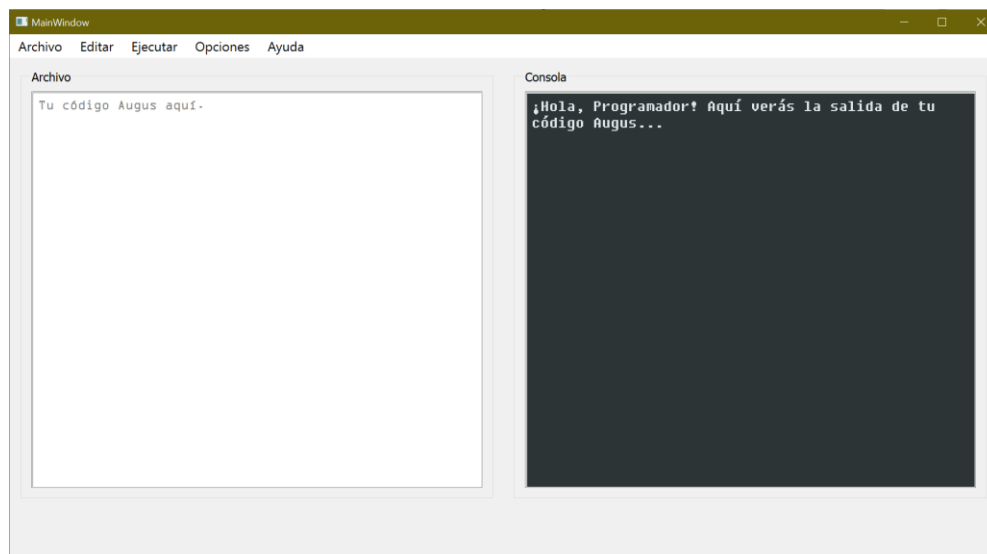 MainWindow
Archivo Editar Ejecutar Opciones Ayuda
Archivo
Tu código Augus aquí.
Consola
¡Hola, Programador! Aquí verás la salida de tu
código Augus...